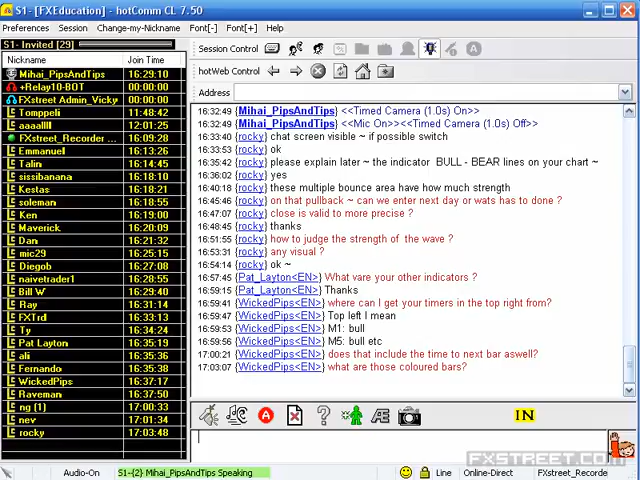 S1- [FXEducation] - hotComm CL 7.50
Preferences Session Change-my-Nickname Font[-] Font[+] Help
S1- Invited [29]
Nickname Join Time
Mihai_PipsAndTips 16:29:10
+Relay10-BOT 00:00:00
FXstreet Admin_Vicky 00:00:00
Tomppeli 11:48:42
aaaallll 12:01:25
FXstreet_Recorder ... 16:09:28
Emmanuel 16:13:26
Talin 16:14:45
sissibanana 16:16:10
Kestas 16:18:21
soleman 16:18:21
Ken 16:19:00
Maverick 16:20:09
Dan 16:21:32
mic29 16:25:15
Diegob 16:27:08
naivetrader1 16:28:55
Bill W 16:29:40
Ray 16:31:14
FXTrd 16:33:13
Ty 16:34:24
Pat Layton 16:35:19
ali 16:35:36
Fernando 16:35:38
WickedPips 16:37:17
Raveman 16:37:50
ng (1) 17:00:33
nev 17:01:34
rocky 17:03:48
Session Control
hotWeb Control
Address
16:32:49 {Mihai_PipsAndTips} <<Timed Camera (1.0s) On>>
16:32:49 {Mihai_PipsAndTips} <<Mic On>><<Timed Camera (1.0s) Off>>
16:33:40 {rocky} chat screen visible ~ if possible switch
16:33:53 {rocky} ok
16:35:42 {rocky} please explain later ~ the indicator BULL - BEAR lines on your chart ~
16:36:02 {rocky} yes
16:40:18 {rocky} these multiple bounce area have how much strength
16:45:46 {rocky} on that pullback ~ can we enter next day or wats has to done ?
16:47:07 {rocky} close is valid to more precise ?
16:48:45 {rocky} thanks
16:51:55 {rocky} how to judge the strength of the wave ?
16:51:53 {rocky} any visual ?
16:54:14 {rocky} ok ~
16:57:45 {Pat_Layton<EN>} What vare your other indicators ?
16:59:15 {Pat_Layton<EN>} Thanks
16:59:41 {WickedPips<EN>} where can I get your timers in the top right from?
16:59:47 {WickedPips<EN>} Top left I mean
16:59:53 {WickedPips<EN>} M1: bull
16:59:56 {WickedPips<EN>} M5: bull etc
17:00:21 {WickedPips<EN>} does that include the time to next bar aswell?
17:03:07 {WickedPips<EN>} what are those coloured bars?
IN
FXSTREET.COM
Audio-On S1-{2} Mihai_PipsAndTips Speaking Line Online-Direct FXstreet_Recorde